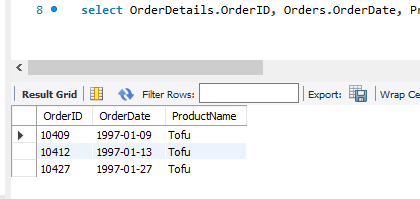 8 select OrderDetails.OrderID, Orders.OrderDate, Pr
Result Grid Filter Rows: Export: Wrap Ce
OrderID OrderDate ProductName
10409 1997-01-09 Tofu
10412 1997-01-13 Tofu
10427 1997-01-27 Tofu